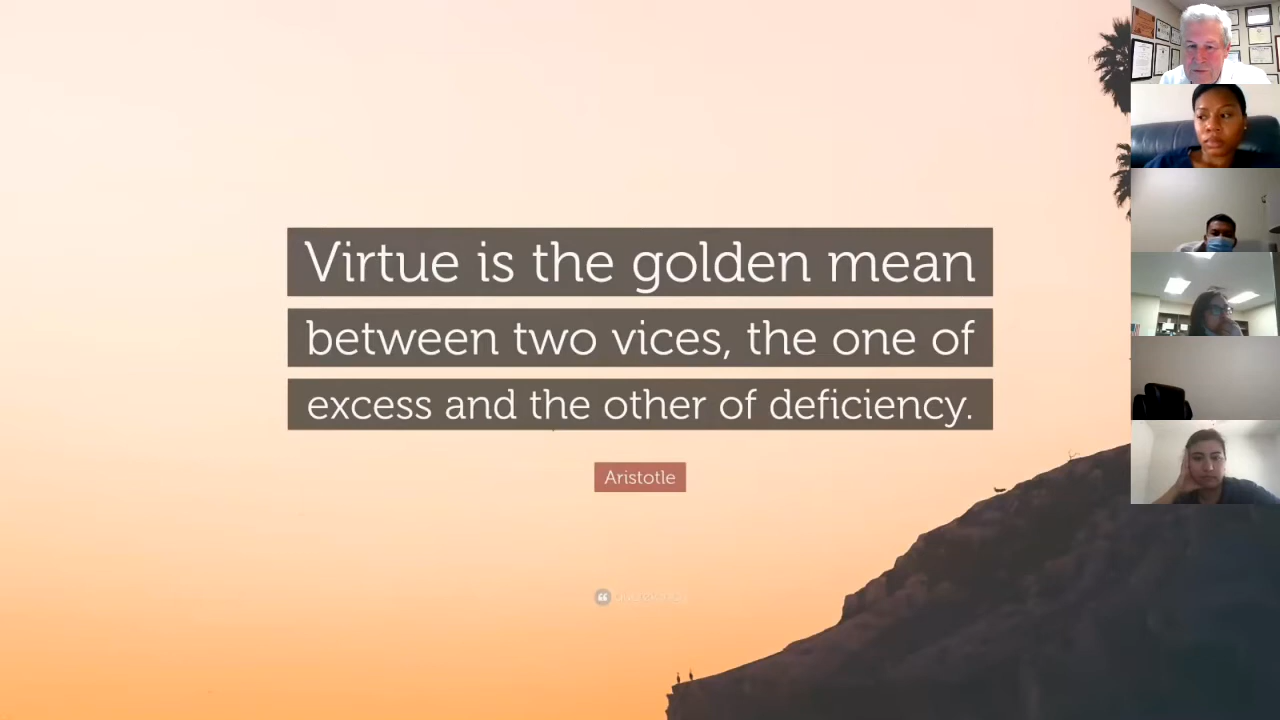 Virtue is the golden mean
between two vices, the one of
excess and the other of deficiency.
Aristotle